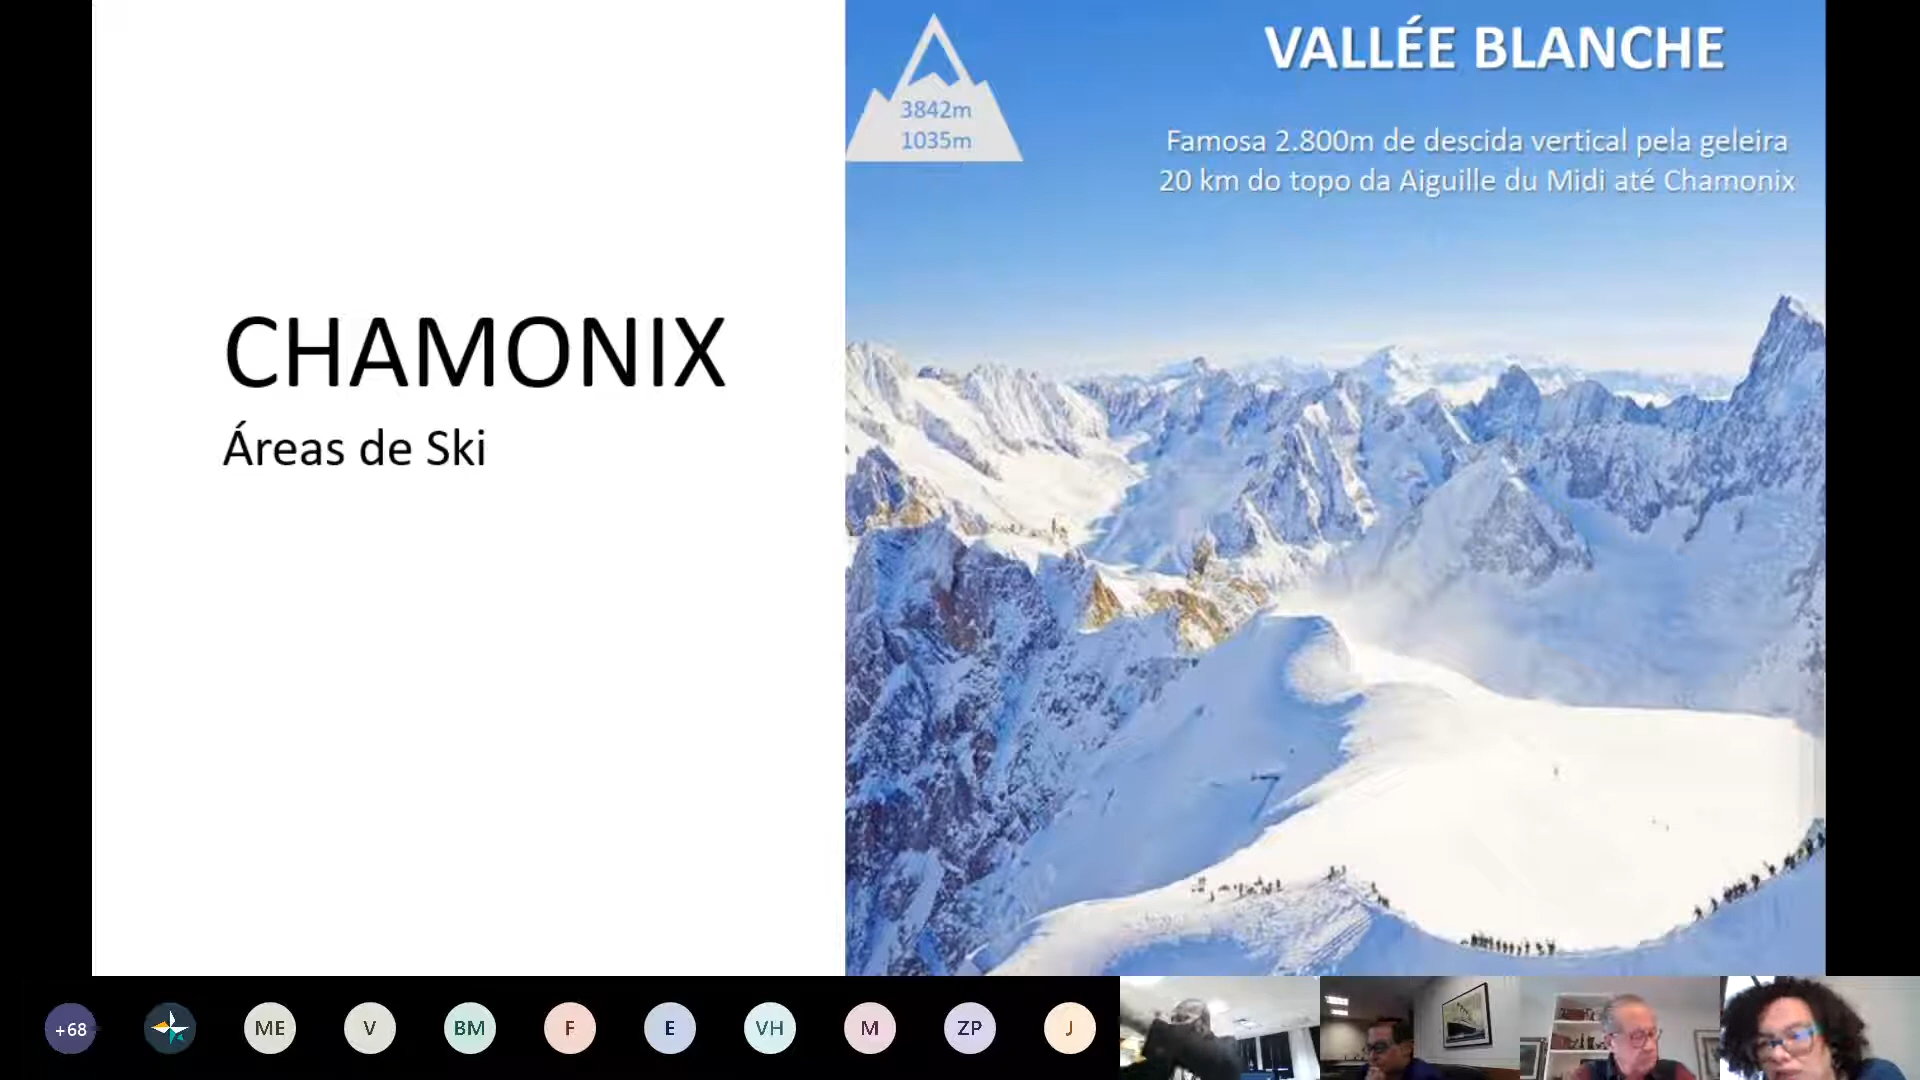 VALLÉE BLANCHE
3842m
1035m
Famosa 2.800m de descida vertical pela geleira
20 km do topo da Aiguille du Midi até Chamonix
CHAMONIX
Áreas de Ski
+68
ME
V
BM
F
E
VH
M
ZP
J